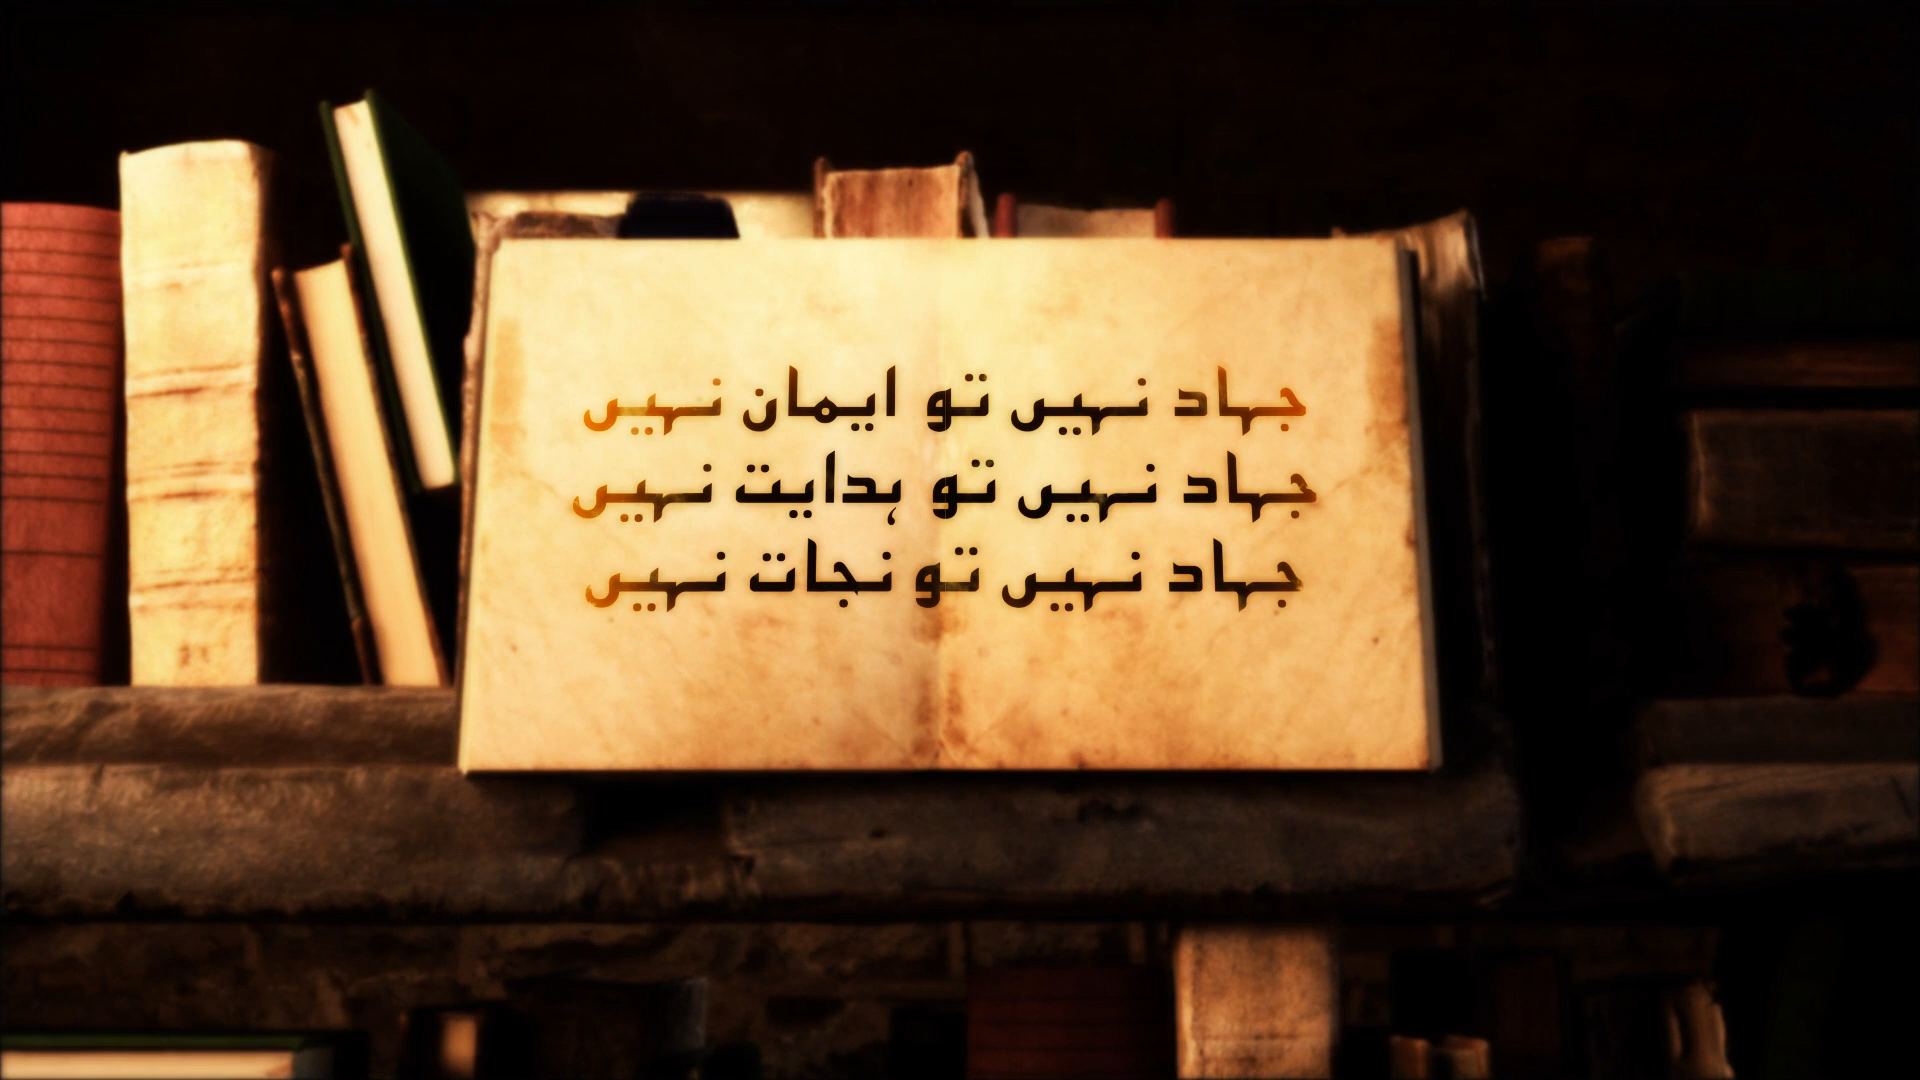 جہاد نہیں تو ایمان نہیں
جہاد نہیں تو ہدایت نہیں
جہاد نہیں تو نجات نہیں